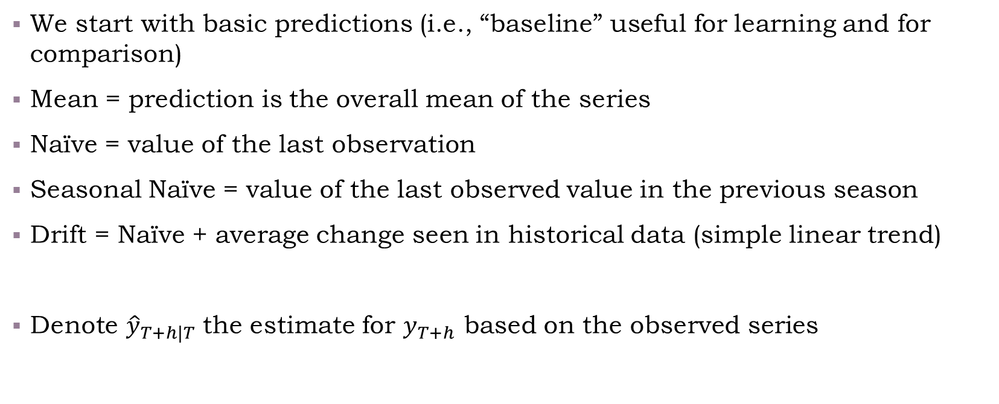 ▪ We start with basic predictions (i.e., “baseline” useful for learning and for
comparison)
▪ Mean = prediction is the overall mean of the series
▪ Naïve = value of the last observation
▪ Seasonal Naïve = value of the last observed value in the previous season
▪ Drift = Naïve + average change seen in historical data (simple linear trend)
▪ Denote ŷ_{T+h|T} the estimate for y_{T+h} based on the observed series